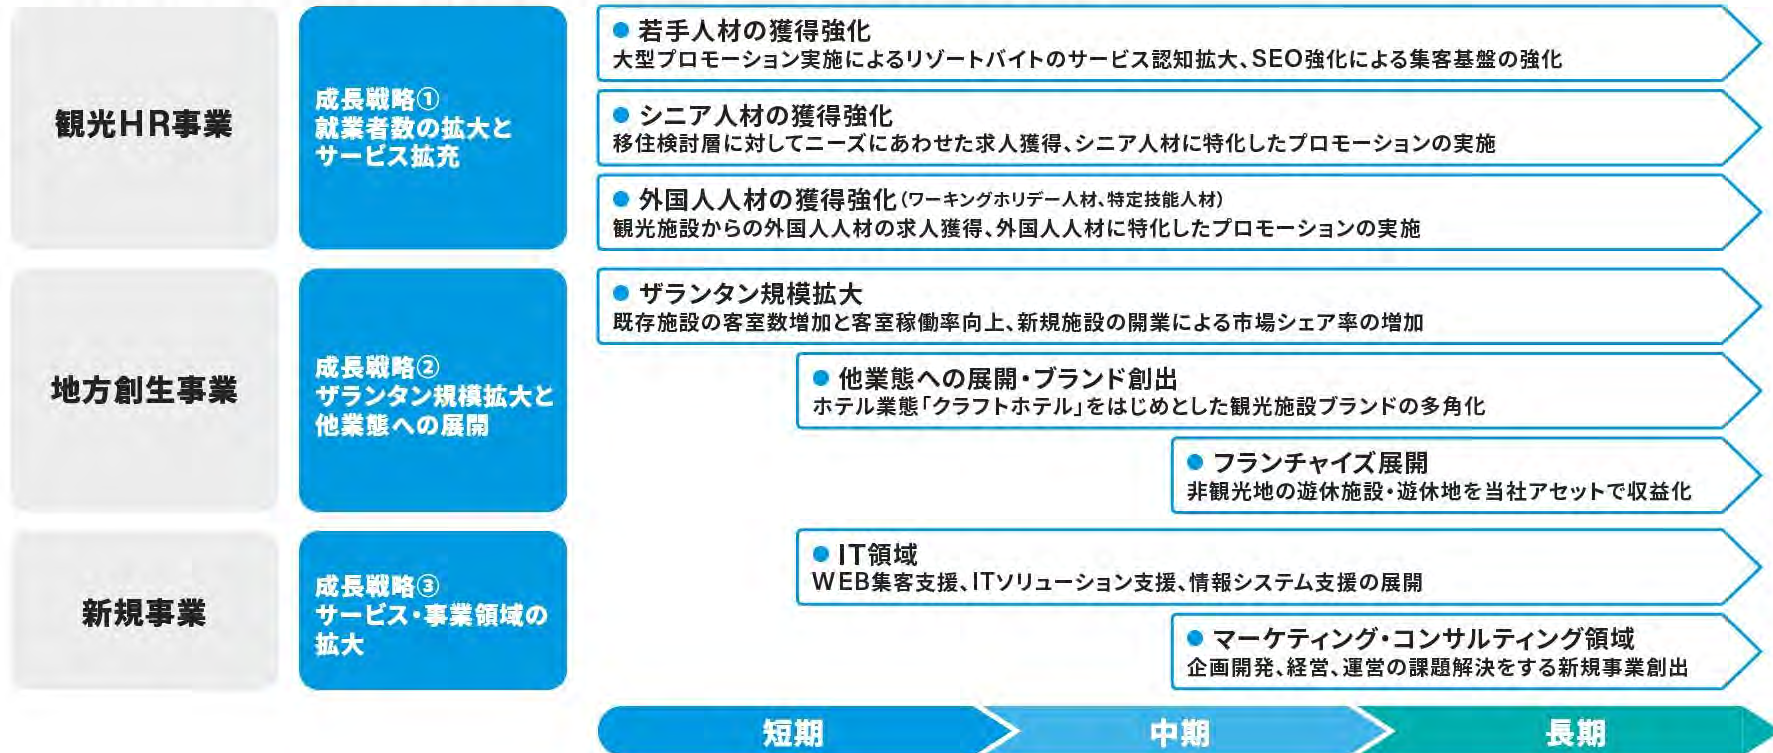 観光HR事業
成長戦略①
就業者数の拡大と
サービス拡充
● 若手人材の獲得強化
大型プロモーション実施によるリゾートバイトのサービス認知拡大、SEO強化による集客基盤の強化
● シニア人材の獲得強化
移住検討層に対してニーズにあわせた求人獲得、シニア人材に特化したプロモーションの実施
● 外国人人材の獲得強化(ワーキングホリデー人材、特定技能人材)
観光施設からの外国人人材の求人獲得、外国人人材に特化したプロモーションの実施
地方創生事業
成長戦略②
ザランタン規模拡大と
他業態への展開
● ザランタン規模拡大
既存施設の客室数増加と客室稼働率向上、新規施設の開業による市場シェア率の増加
● 他業態への展開・ブランド創出
ホテル業態「クラフトホテル」をはじめとした観光施設ブランドの多角化
● フランチャイズ展開
非観光地の遊休施設・遊休地を当社アセットで収益化
新規事業
成長戦略③
サービス・事業領域の
拡大
● IT領域
WEB集客支援、ITソリューション支援、情報システム支援の展開
● マーケティング・コンサルティング領域
企画開発、経営、運営の課題解決をする新規事業創出
短期
中期
長期